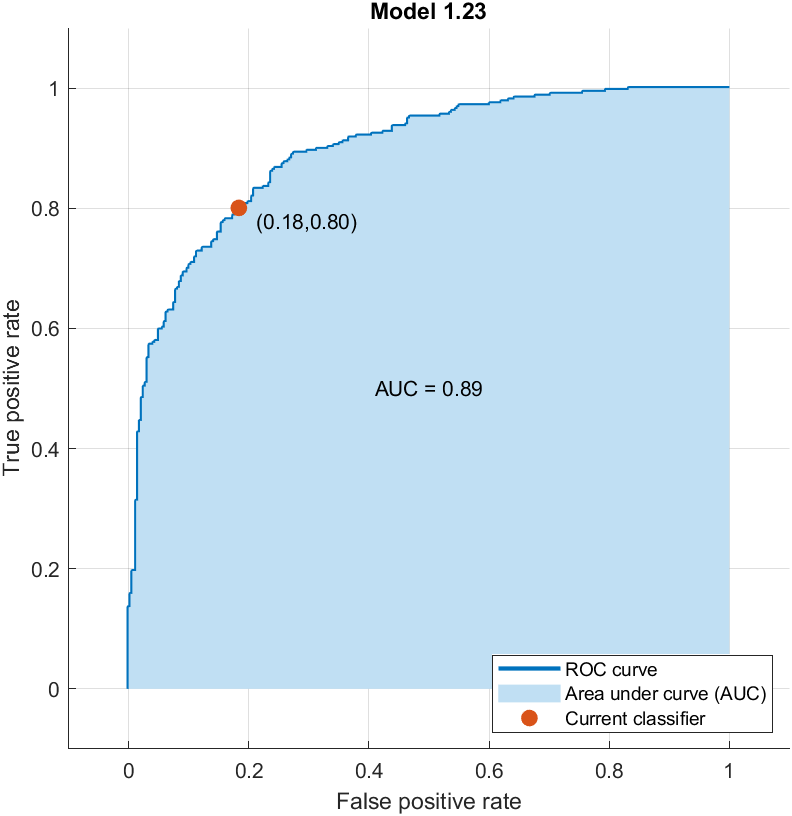 Model 1.23
True positive rate
1
0.8
0.6
0.4
0.2
0
(0.18,0.80)
AUC = 0.89
ROC curve
Area under curve (AUC)
Current classifier
0
0.2
0.4
0.6
0.8
1
False positive rate